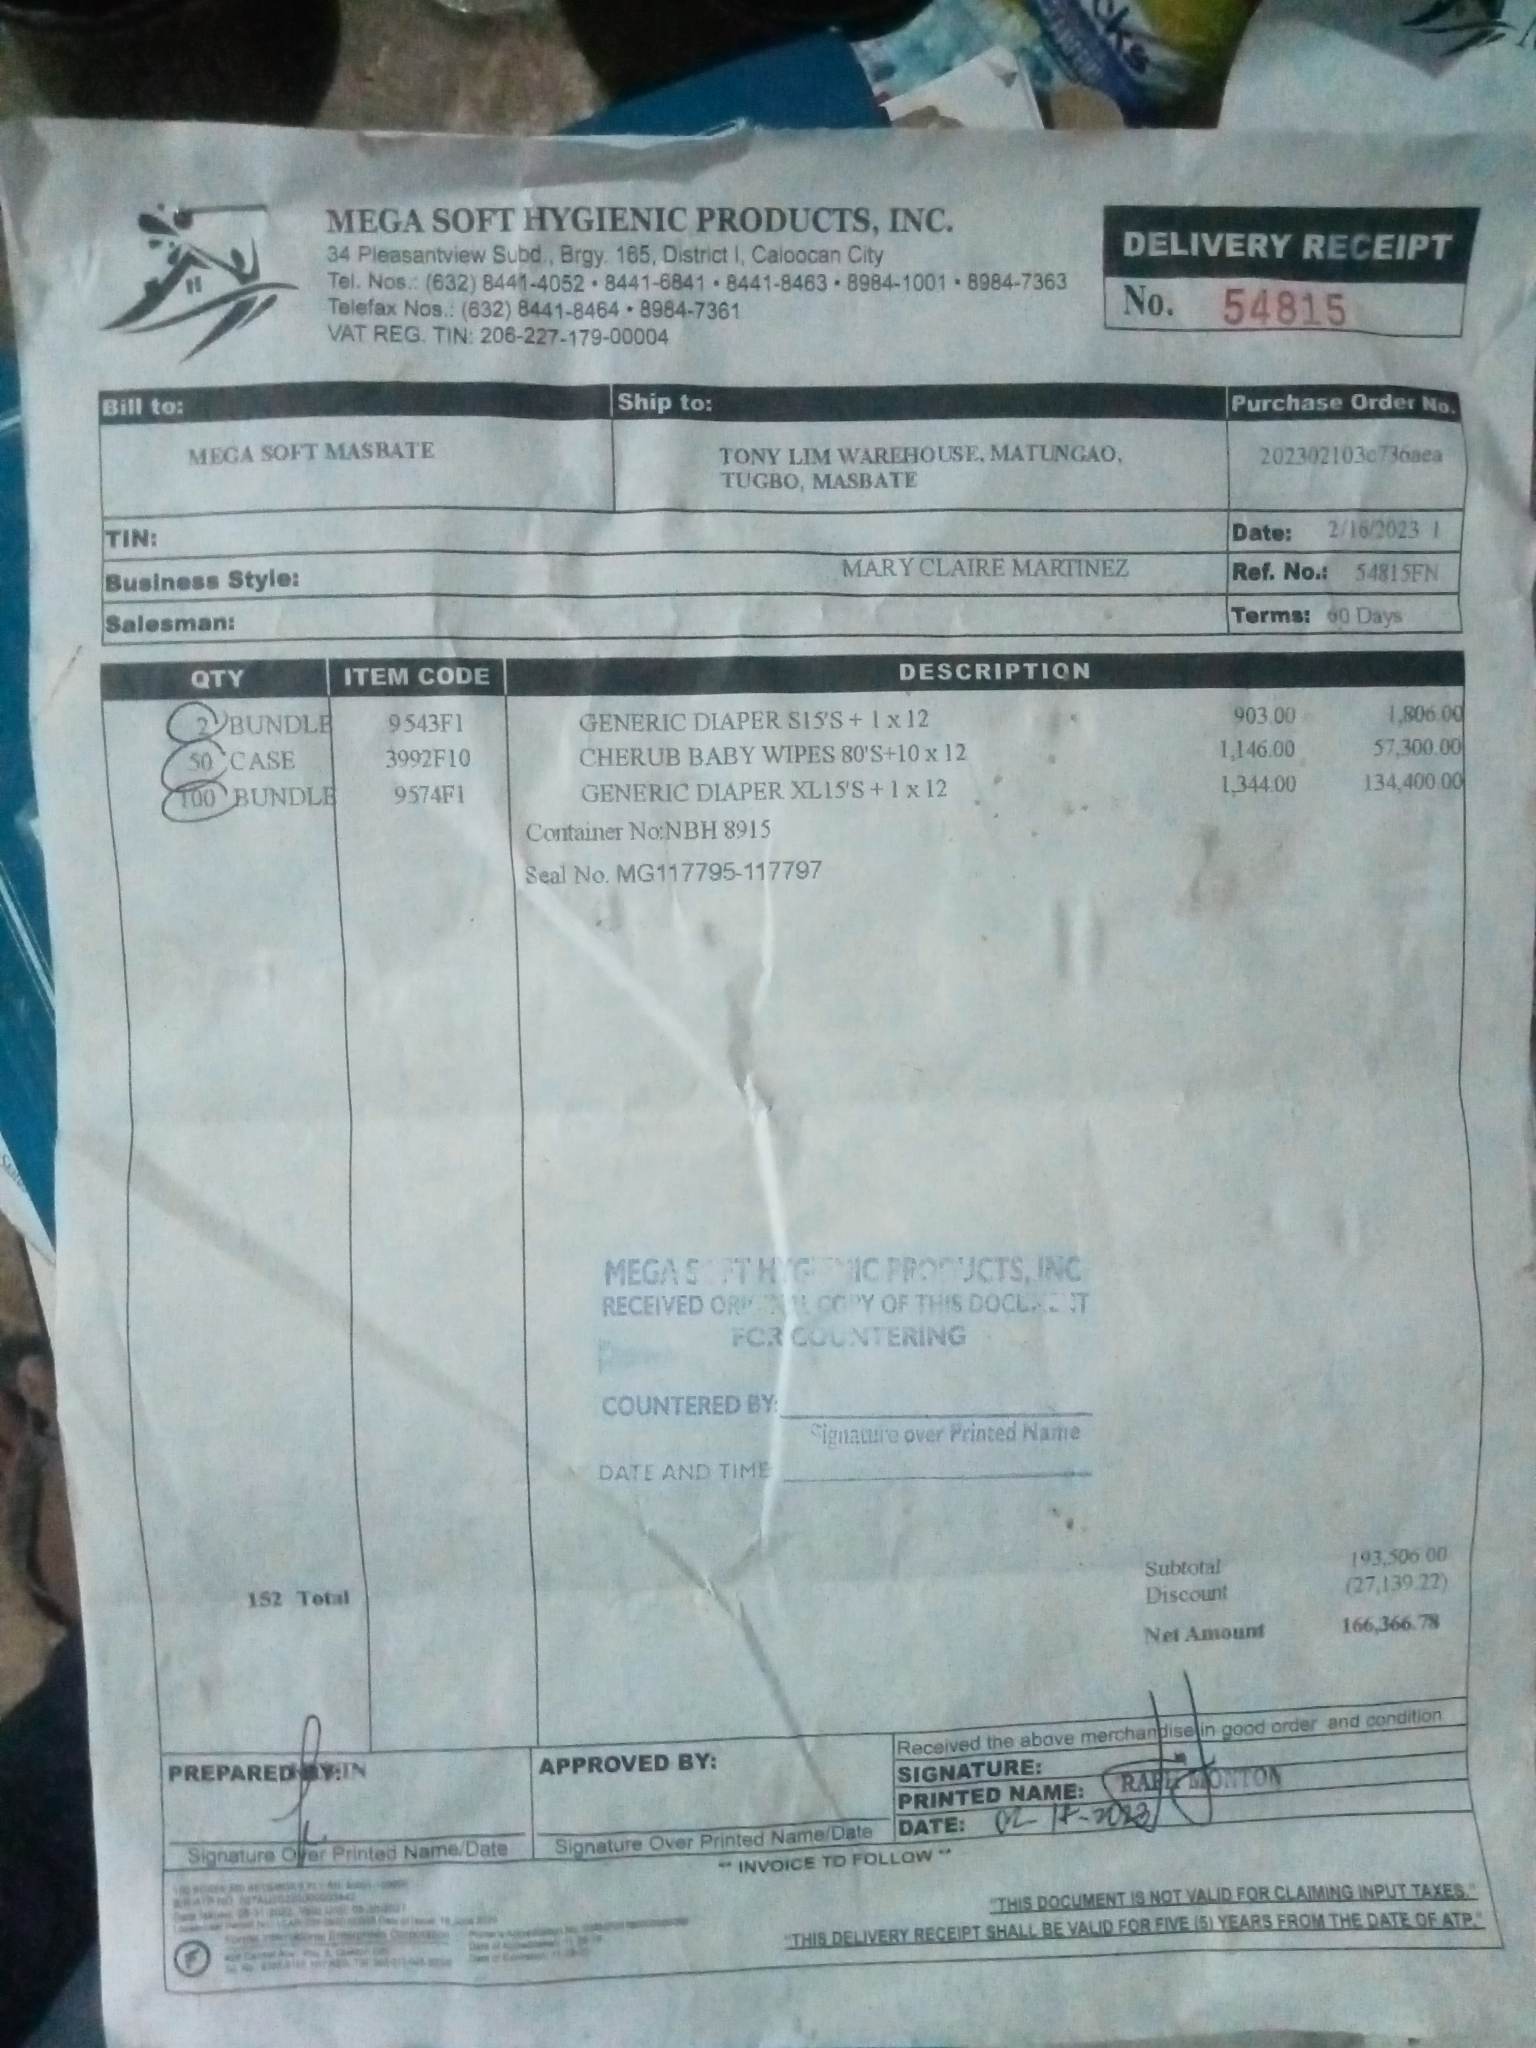 cks
MEGA SOFT HYGIENIC PRODUCTS, INC.
34 Pleasantview Subd., Brgy. 165, District I, Caloocan City
Tel. Nos.: (632) 8441-4052 • 8441-6841 • 8441-8463 • 8984-1001 • 8984-7363
Telefax Nos.: (632) 8441-8464 • 8984-7361
VAT REG. TIN: 206-227-179-00004
DELIVERY RECEIPT
No. 54815
Bill to: Ship to: Purchase Order No.
MEGA SOFT MASBATE TONY LIM WAREHOUSE, MATUNGAO, 202302103c736aea
TUGBO, MASBATE
TIN: Date: 2/16/2023 1
Business Style: MARY CLAIRE MARTINEZ Ref. No.: 54815FN
Salesman: Terms: 60 Days
QTY ITEM CODE DESCRIPTION
2 BUNDLE 9543F1 GENERIC DIAPER S15'S + 1 x 12 903.00 1,806.00
50 CASE 3992F10 CHERUB BABY WIPES 80'S+10 x 12 1,146.00 57,300.00
100 BUNDLE 9574F1 GENERIC DIAPER XL15'S + 1 x 12 1,344.00 134,400.00
Container No:NBH 8915
Seal No. MG117795-117797
MEGA SOFT HYGIENIC PRODUCTS, INC
RECEIVED ORIGINAL COPY OF THIS DOCUMENT
FOR COUNTERING
COUNTERED BY:
Signature over Printed Name
DATE AND TIME
Subtotal 193,506.00
Discount (27,139.22)
152 Total
Net Amount 166,366.78
Received the above merchandise in good order and condition
PREPARED BY: APPROVED BY: SIGNATURE:
PRINTED NAME: MONTON
DATE: 02-18-2023
Signature Over Printed Name/Date Signature Over Printed Name/Date
** INVOICE TO FOLLOW **
"THIS DOCUMENT IS NOT VALID FOR CLAIMING INPUT TAXES."
"THIS DELIVERY RECEIPT SHALL BE VALID FOR FIVE (5) YEARS FROM THE DATE OF ATP."